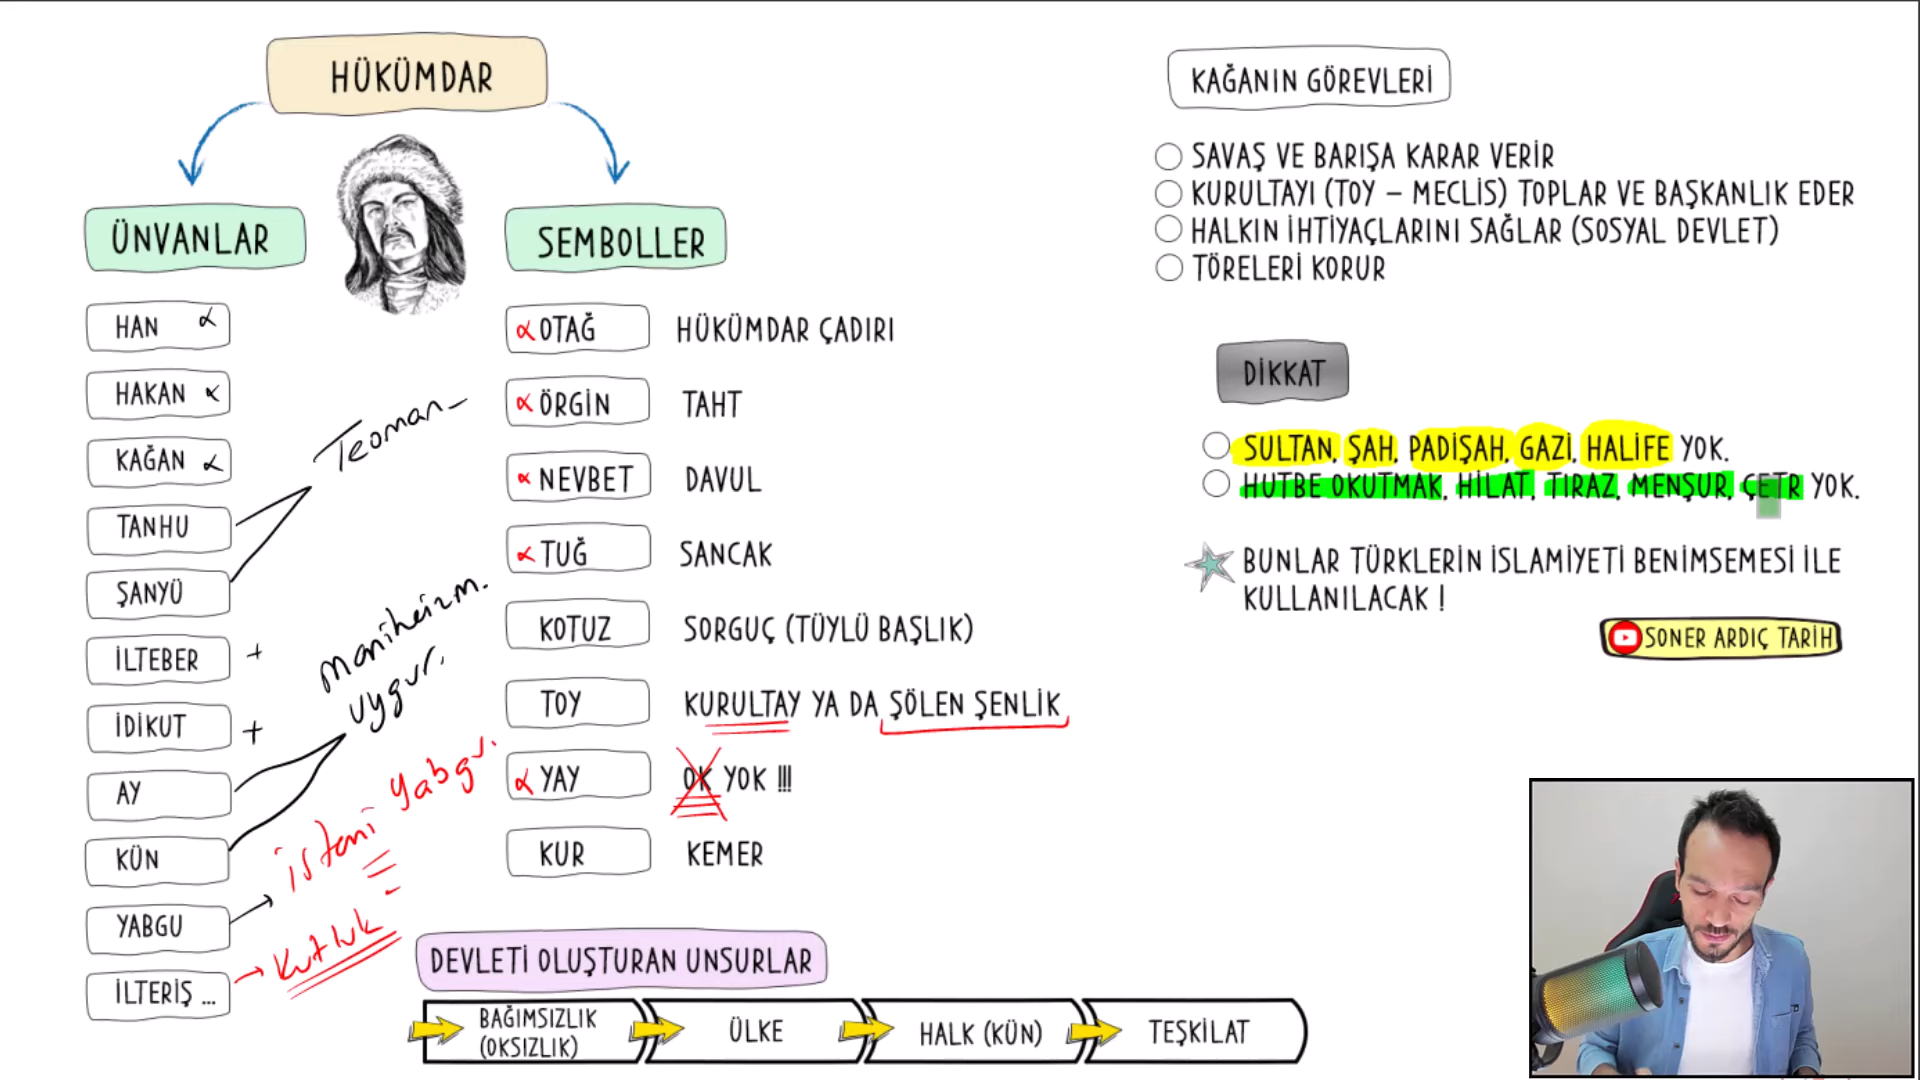 HÜKÜMDAR
ÜNVANLAR
HAN
HAKAN
KAĞAN
TANHU
ŞANYÜ
İLTEBER
İDİKUT
AY
KÜN
YABGU
İLTERİŞ ...
Teoman
maniheizm.
uygur.
istemi yabgu.
Kutluk
SEMBOLLER
OTAĞ HÜKÜMDAR ÇADIRI
ÖRGİN TAHT
NEVBET DAVUL
TUĞ SANCAK
KOTUZ SORGUÇ (TÜYLÜ BAŞLIK)
TOY KURULTAY YA DA ŞÖLEN ŞENLİK
YAY OK YOK !!!
KUR KEMER
DEVLETİ OLUŞTURAN UNSURLAR
BAĞIMSIZLIK
(OKSIZLIK)
ÜLKE
HALK (KÜN)
TEŞKİLAT
KAĞANIN GÖREVLERİ
SAVAŞ VE BARIŞA KARAR VERİR
KURULTAYI (TOY – MECLİS) TOPLAR VE BAŞKANLIK EDER
HALKIN İHTİYAÇLARINI SAĞLAR (SOSYAL DEVLET)
TÖRELERİ KORUR
DİKKAT
SULTAN, ŞAH, PADİŞAH, GAZİ, HALİFE YOK.
HUTBE OKUTMAK, HİLAT, TIRAZ, MENŞUR, ÇETR YOK.
BUNLAR TÜRKLERİN İSLAMİYETİ BENİMSEMESİ İLE
KULLANILACAK !
SONER ARDIÇ TARİH